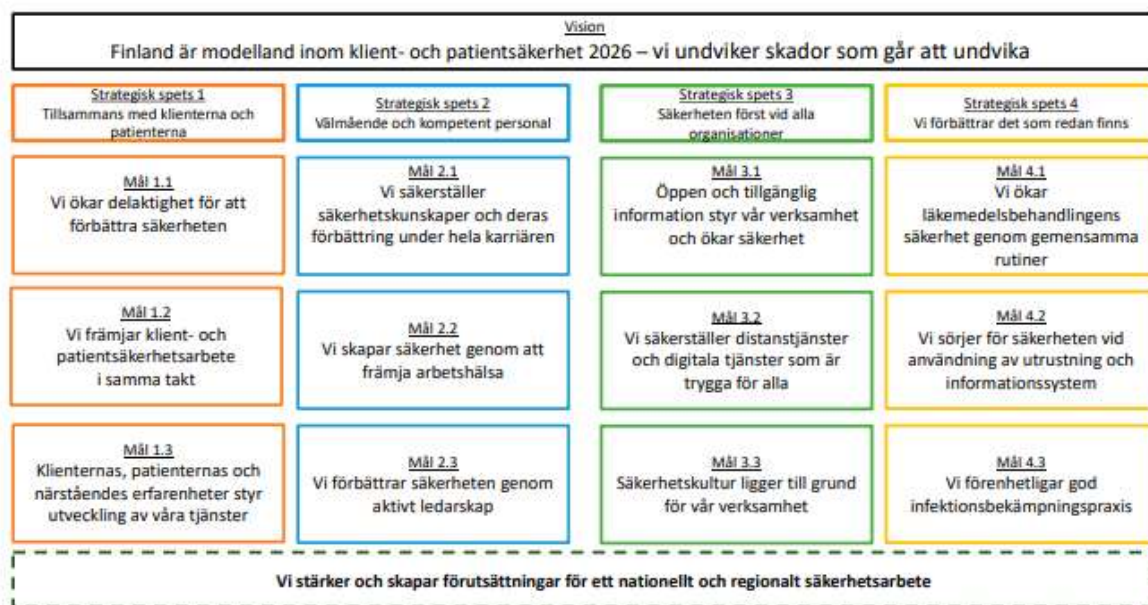 Vision
Finland är modelland inom klient- och patientsäkerhet 2026 – vi undviker skador som går att undvika
Strategisk spets 1
Tillsammans med klienterna och
patienterna
Mål 1.1
Vi ökar delaktighet för att
förbättra säkerheten
Mål 1.2
Vi främjar klient- och
patientsäkerhetsarbete
i samma takt
Mål 1.3
Klienternas, patienternas och
närståendes erfarenheter styr
utveckling av våra tjänster
Strategisk spets 2
Välmående och kompetent personal
Mål 2.1
Vi säkerställer
säkerhetskunskaper och deras
förbättring under hela karriären
Mål 2.2
Vi skapar säkerhet genom att
främja arbetshälsa
Mål 2.3
Vi förbättrar säkerheten genom
aktivt ledarskap
Strategisk spets 3
Säkerheten först vid alla
organisationer
Mål 3.1
Öppen och tillgänglig
information styr vår verksamhet
och ökar säkerhet
Mål 3.2
Vi säkerställer distanstjänster
och digitala tjänster som är
trygga för alla
Mål 3.3
Säkerhetskultur ligger till grund
för vår verksamhet
Strategisk spets 4
Vi förbättrar det som redan finns
Mål 4.1
Vi ökar
läkemedelsbehandlingens
säkerhet genom gemensamma
rutiner
Mål 4.2
Vi sörjer för säkerheten vid
användning av utrustning och
informationssystem
Mål 4.3
Vi förenhetligar god
infektionsbekämpningspraxis
Vi stärker och skapar förutsättningar för ett nationellt och regionalt säkerhetsarbete